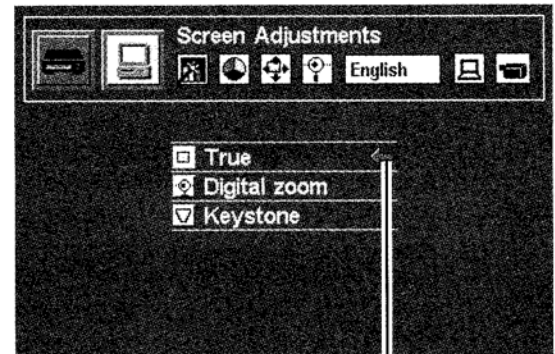 Screen Adjustments
English
True
Digital zoom
Keystone